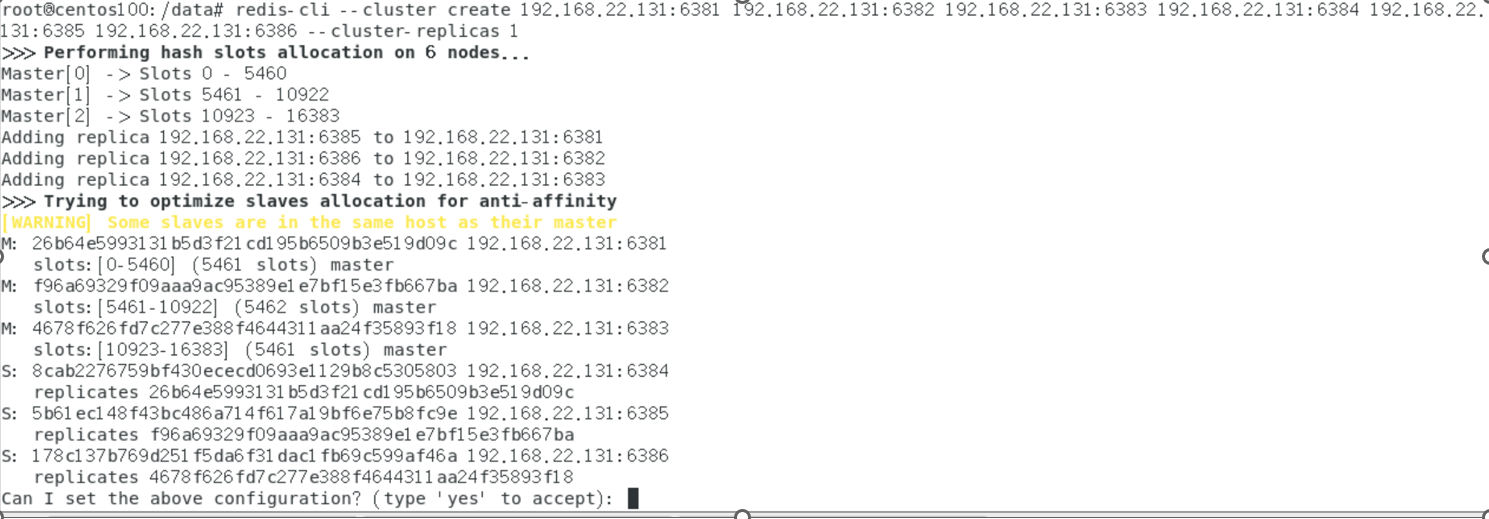 root@centos100:/data# redis-cli --cluster create 192.168.22.131:6381 192.168.22.131:6382 192.168.22.131:6383 192.168.22.131:6384 192.168.22.
131:6385 192.168.22.131:6386 --cluster-replicas 1
>>> Performing hash slots allocation on 6 nodes...
Master[0] -> Slots 0 - 5460
Master[1] -> Slots 5461 - 10922
Master[2] -> Slots 10923 - 16383
Adding replica 192.168.22.131:6385 to 192.168.22.131:6381
Adding replica 192.168.22.131:6386 to 192.168.22.131:6382
Adding replica 192.168.22.131:6384 to 192.168.22.131:6383
>>> Trying to optimize slaves allocation for anti-affinity
[WARNING] Some slaves are in the same host as their master
M: 26b64e5993131b5d3f21cd195b6509b3e519d09c 192.168.22.131:6381
slots:[0-5460] (5461 slots) master
M: f96a69329f09aaa9ac95389e1e7bf15e3fb667ba 192.168.22.131:6382
slots:[5461-10922] (5462 slots) master
M: 4678f626fd7c277e388f4644311aa24f35893f18 192.168.22.131:6383
slots:[10923-16383] (5461 slots) master
S: 8cab2276759bf430ececd0693e1129b8c5305803 192.168.22.131:6384
replicates 26b64e5993131b5d3f21cd195b6509b3e519d09c
S: 5b61ec148f43bc486a714f617a19bf6e75b8fc9e 192.168.22.131:6385
replicates f96a69329f09aaa9ac95389e1e7bf15e3fb667ba
S: 178c137b769d251f5da6f31dac1fb69c599af46a 192.168.22.131:6386
replicates 4678f626fd7c277e388f4644311aa24f35893f18
Can I set the above configuration? (type 'yes' to accept):